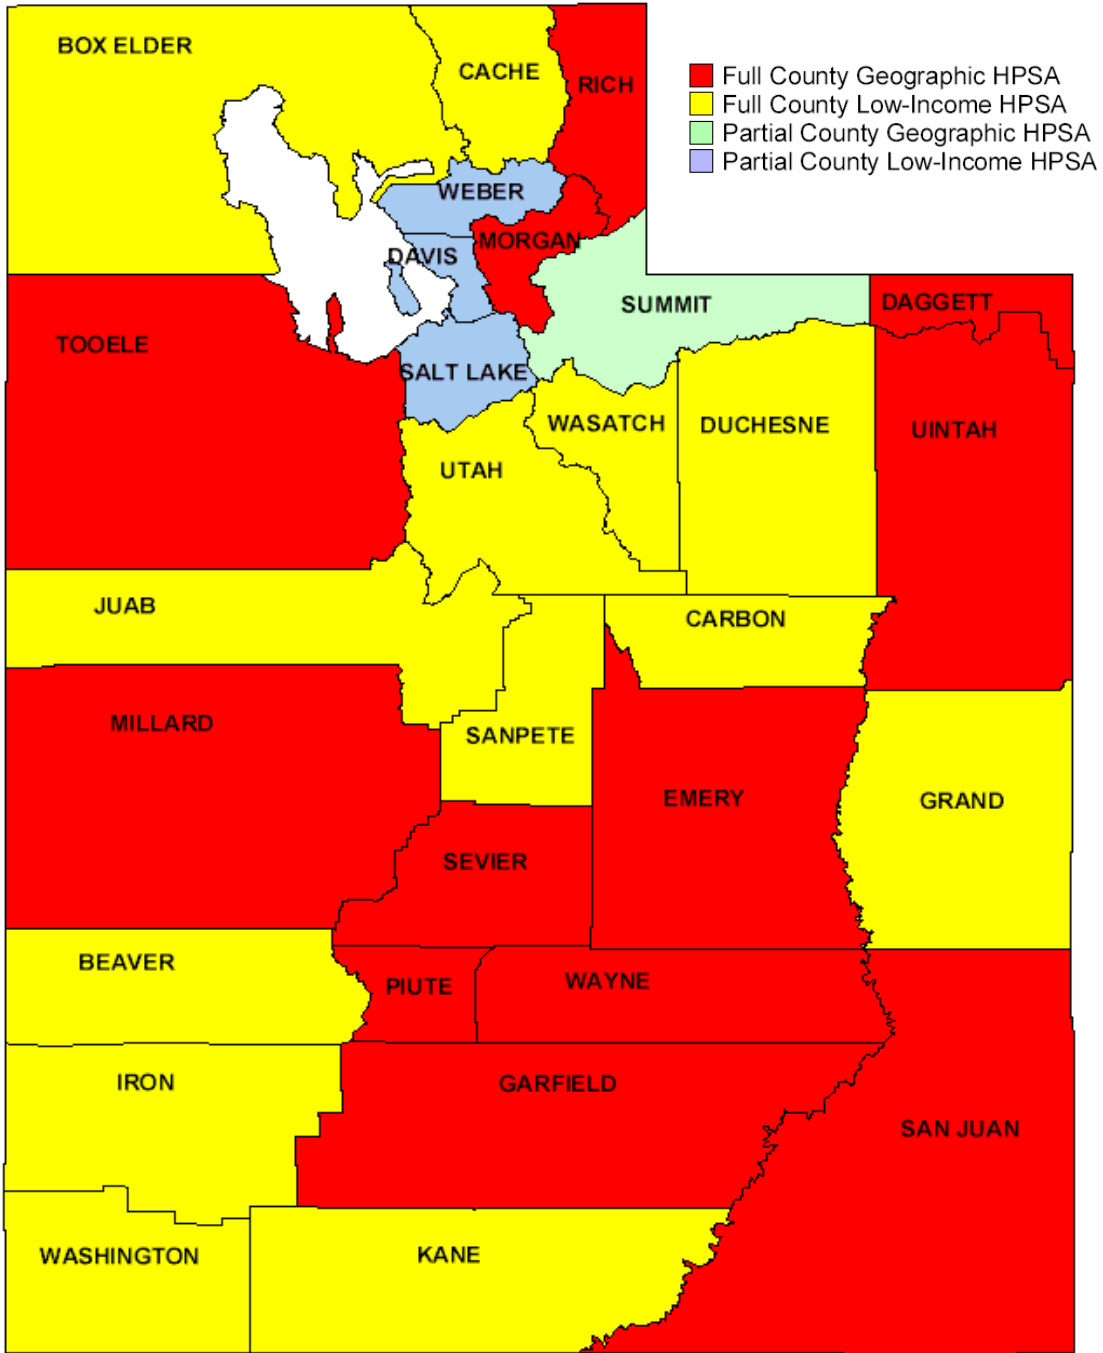 BOX ELDER
CACHE
RICH
Full County Geographic HPSA
Full County Low-Income HPSA
Partial County Geographic HPSA
Partial County Low-Income HPSA
WEBER
MORGAN
DAVIS
SUMMIT
DAGGETT
TOOELE
SALT LAKE
WASATCH
DUCHESNE
UINTAH
UTAH
JUAB
CARBON
MILLARD
SANPETE
EMERY
GRAND
SEVIER
BEAVER
PIUTE
WAYNE
IRON
GARFIELD
SAN JUAN
WASHINGTON
KANE